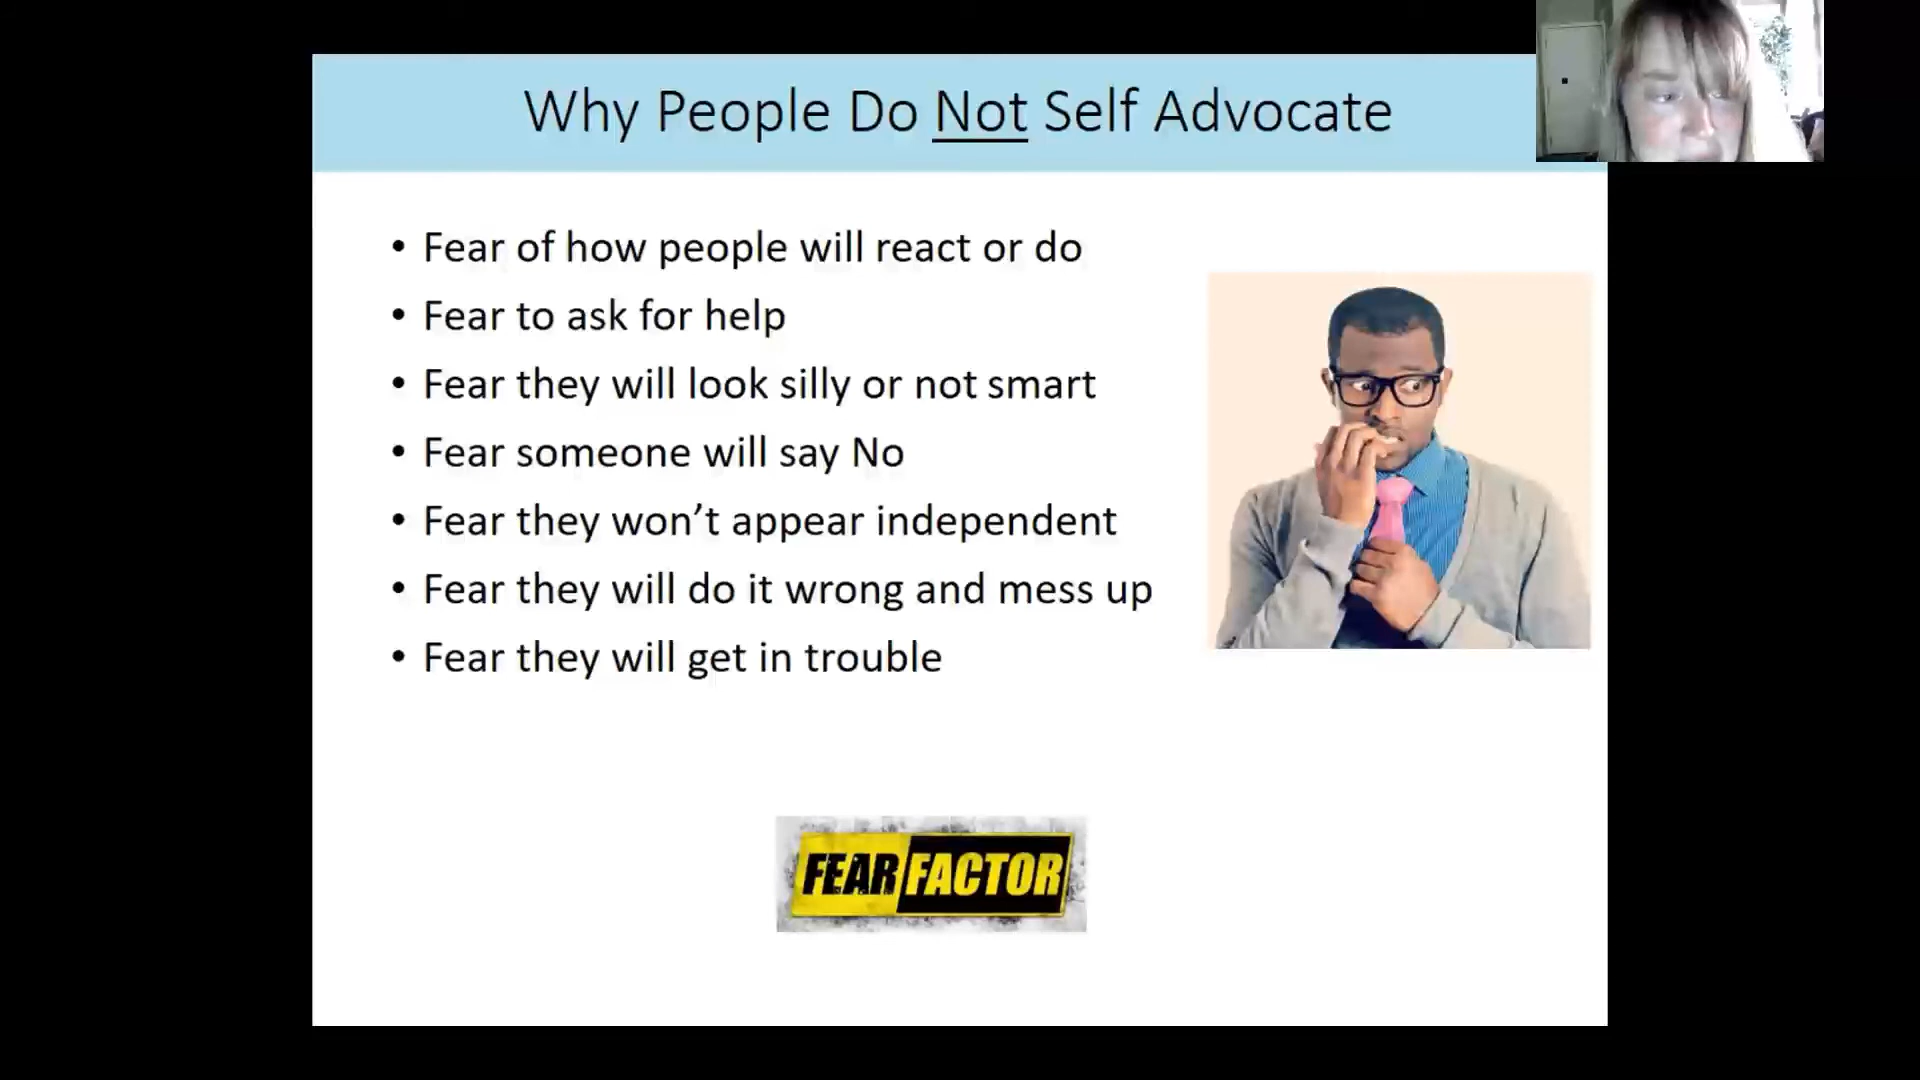 Why People Do Not Self Advocate
• Fear of how people will react or do
• Fear to ask for help
• Fear they will look silly or not smart
• Fear someone will say No
• Fear they won’t appear independent
• Fear they will do it wrong and mess up
• Fear they will get in trouble
FEAR FACTOR